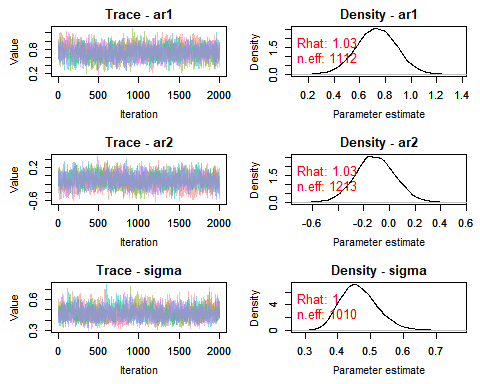 Trace - ar1
Value
0.2 0.8
0 500 1000 1500 2000
Iteration
Density - ar1
Density
0.0 1.5
Rhat: 1.03
n.eff: 1112
0.2 0.4 0.6 0.8 1.0 1.2 1.4
Parameter estimate
Trace - ar2
Value
-0.6 0.2
0 500 1000 1500 2000
Iteration
Density - ar2
Density
0.0 1.5
Rhat: 1.03
n.eff: 1213
-0.6 -0.2 0.0 0.2 0.4 0.6
Parameter estimate
Trace - sigma
Value
0.3 0.6
0 500 1000 1500 2000
Iteration
Density - sigma
Density
0 4
Rhat: 1
n.eff: 1010
0.3 0.4 0.5 0.6 0.7
Parameter estimate